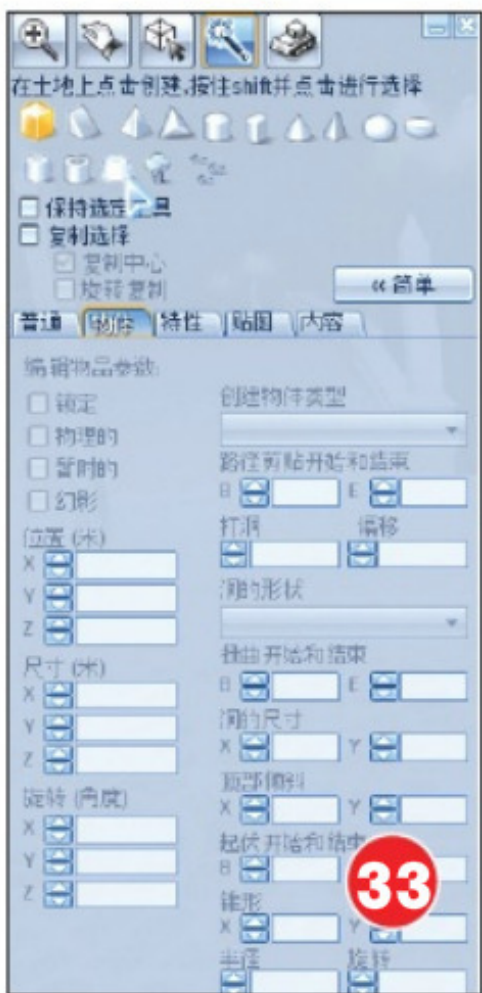 在土地上点击创建,按住shift并点击进行选择
保持选定工具
复制选择
复制中心
旋转复制
«简单
普通 物体 特性 贴图 内容
编辑物品参数:
锁定
物理的
暂时的
幻影
位置 (米)
X
Y
Z
尺寸 (米)
X
Y
Z
旋转 (角度)
X
Y
Z
创建物件类型
路径剪贴开始和结束
B E
打洞 偏移
洞的形状
扭曲开始和结束
B E
洞的尺寸
X Y
顶部倾斜
X Y
起伏开始和结束
B
33
锥形
X Y
半径 旋转